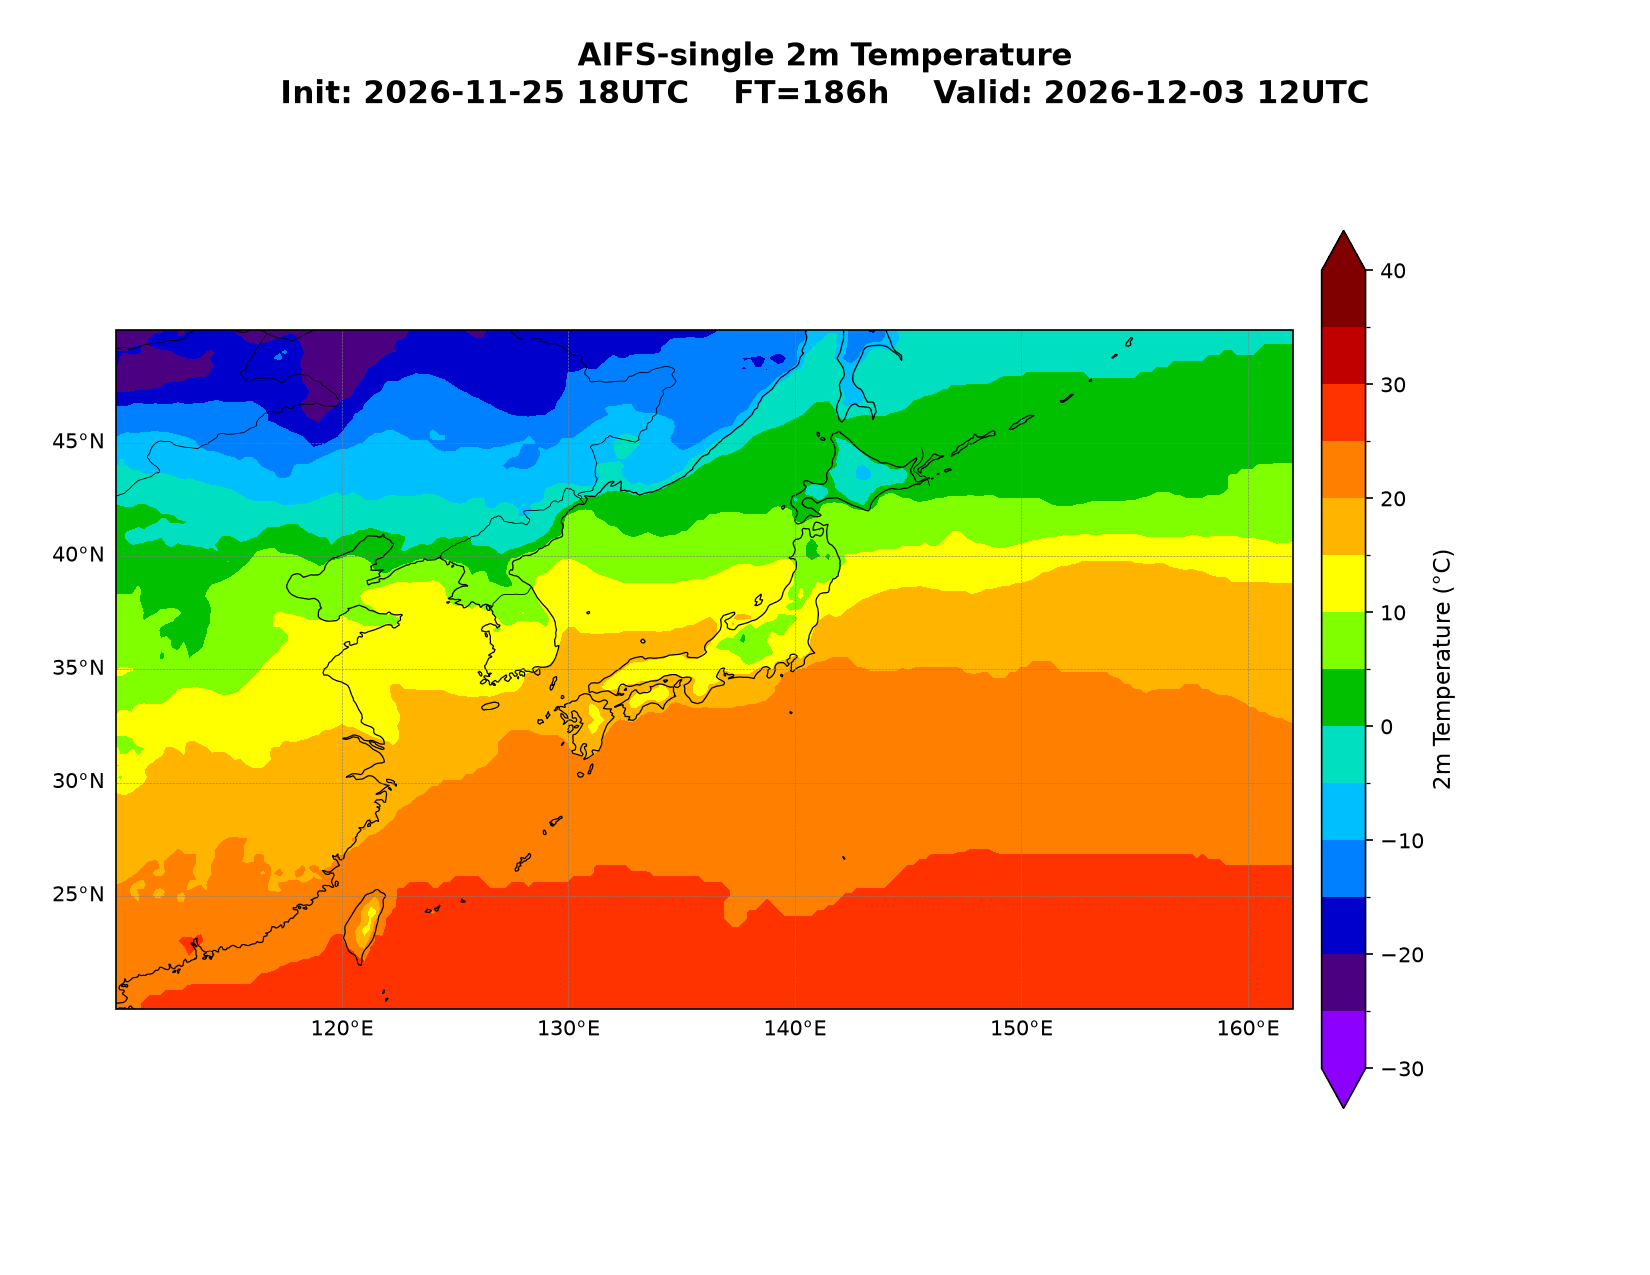 AIFS-single 2m Temperature
Init: 2026-11-25 18UTC    FT=186h    Valid: 2026-12-03 12UTC
45°N
40°N
35°N
30°N
25°N
120°E
130°E
140°E
150°E
160°E
40
30
20
10
0
−10
−20
−30
2m Temperature (°C)